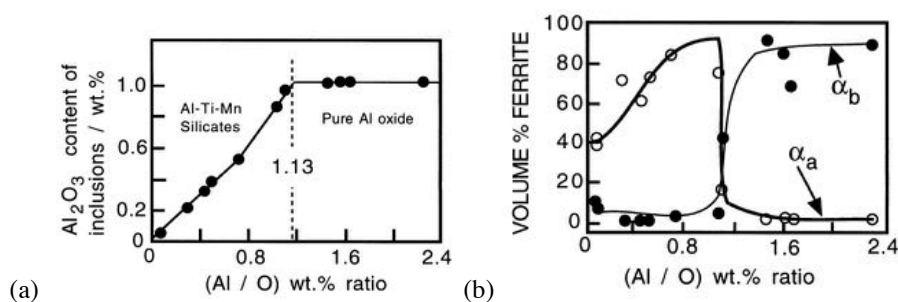 (a)
Al₂O₃ content of
inclusions / wt.%
1.0
0.6
0.2
0
0.8
1.6
2.4
Al-Ti-Mn
Silicates
Pure Al oxide
1.13
(Al / O) wt.% ratio
(b)
VOLUME % FERRITE
100
80
60
40
20
0
0
0.8
1.6
2.4
αb
αa
(Al / O) wt.% ratio